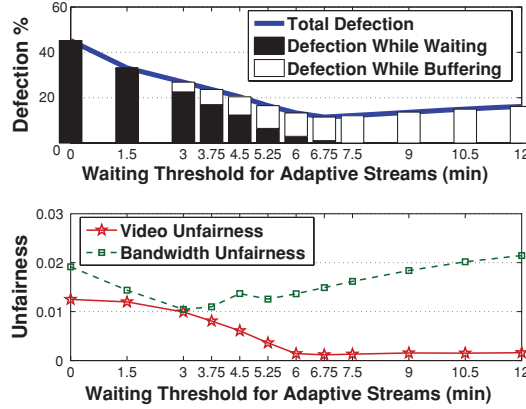 Defection %
60
40
20
0
Total Defection
Defection While Waiting
Defection While Buffering
0 1.5 3 3.75 4.5 5.25 6 6.75 7.5 9 10.5 12
Waiting Threshold for Adaptive Streams (min)
Unfairness
0.03
0.02
0.01
0
Video Unfairness
Bandwidth Unfairness
0 1.5 3 3.75 4.5 5.25 6 6.75 7.5 9 10.5 12
Waiting Threshold for Adaptive Streams (min)